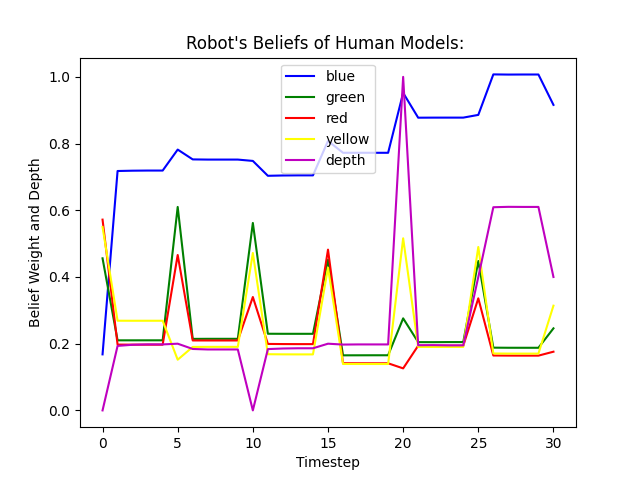 Robot's Beliefs of Human Models:
blue
green
red
yellow
depth
Belief Weight and Depth
1.0
0.8
0.6
0.4
0.2
0.0
0 5 10 15 20 25 30
Timestep